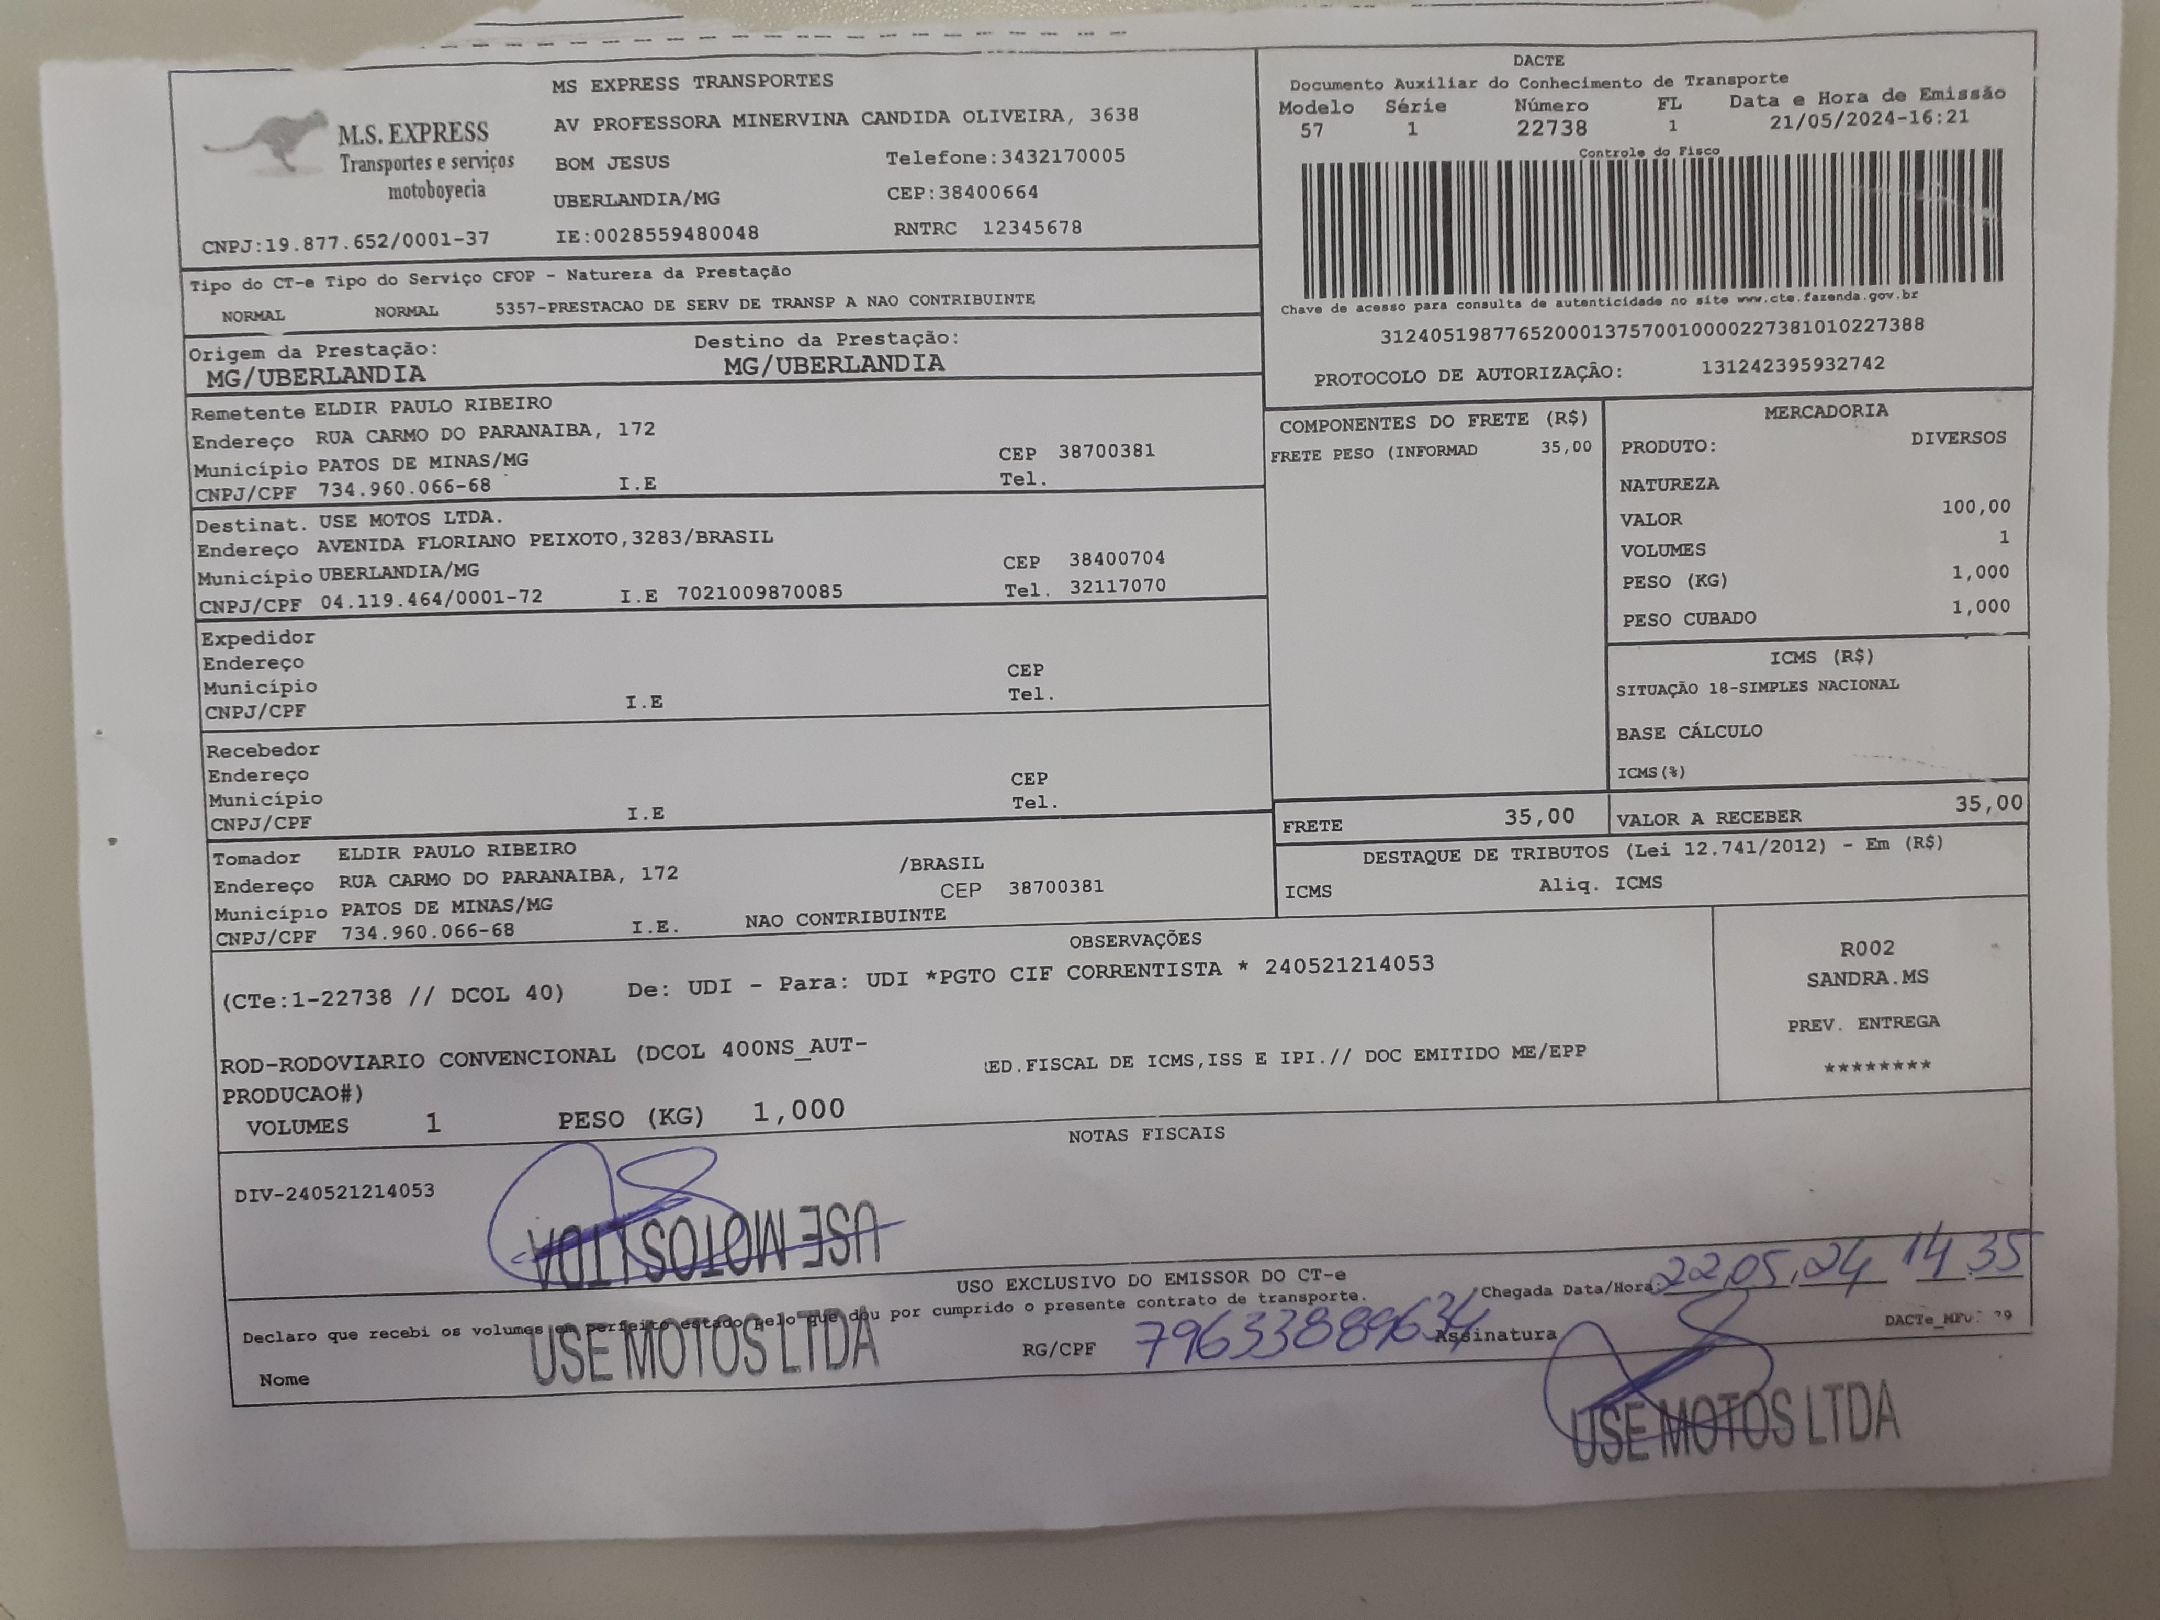 MS EXPRESS TRANSPORTES
M.S. EXPRESS
Transportes e serviços
motoboyeria
AV PROFESSORA MINERVINA CANDIDA OLIVEIRA, 3638
BOM JESUS Telefone:3432170005
UBERLANDIA/MG CEP:38400664
CNPJ:19.877.652/0001-37 IE:0028559480048 RNTRC 12345678
DACTE
Documento Auxiliar do Conhecimento de Transporte
Modelo Série Número FL Data e Hora de Emissão
57 1 22738 1 21/05/2024-16:21
Controle do Fisco
Chave de acesso para consulta de autenticidade no site www.cte.fazenda.gov.br
31240519877652000137570010000227381010227388
PROTOCOLO DE AUTORIZAÇÂO: 131242395932742
Tipo do CT-e Tipo do Serviço CFOP - Natureza da Prestação
NORMAL NORMAL 5357-PRESTACAO DE SERV DE TRANSP A NAO CONTRIBUINTE
Origem da Prestação: Destino da Prestação:
MG/UBERLANDIA MG/UBERLANDIA
Remetente ELDIR PAULO RIBEIRO
Endereço RUA CARMO DO PARANAIBA, 172
Município PATOS DE MINAS/MG CEP 38700381
CNPJ/CPF 734.960.066-68 I.E Tel.
Destinat. USE MOTOS LTDA.
Endereço AVENIDA FLORIANO PEIXOTO,3283/BRASIL
Município UBERLANDIA/MG CEP 38400704
CNPJ/CPF 04.119.464/0001-72 I.E 7021009870085 Tel. 32117070
Expedidor
Endereço
Município CEP
CNPJ/CPF I.E Tel.
Recebedor
Endereço
Município CEP
CNPJ/CPF I.E Tel.
Tomador ELDIR PAULO RIBEIRO
Endereço RUA CARMO DO PARANAIBA, 172 /BRASIL
Município PATOS DE MINAS/MG CEP 38700381
CNPJ/CPF 734.960.066-68 I.E. NAO CONTRIBUINTE
COMPONENTES DO FRETE (R$)
FRETE PESO (INFORMAD 35,00
MERCADORIA
PRODUTO: DIVERSOS
NATUREZA
VALOR 100,00
VOLUMES 1
PESO (KG) 1,000
PESO CUBADO 1,000
ICMS (R$)
SITUAÇÃO 18-SIMPLES NACIONAL
BASE CÁLCULO
ICMS(%)
FRETE 35,00 VALOR A RECEBER 35,00
DESTAQUE DE TRIBUTOS (Lei 12.741/2012) - Em (R$)
ICMS Aliq. ICMS
OBSERVAÇÕES
(CTe:1-22738 // DCOL 40) De: UDI - Para: UDI *PGTO CIF CORRENTISTA * 240521214053
ROD-RODOVIARIO CONVENCIONAL (DCOL 400NS_AUT-
PRODUCAO#)
ED.FISCAL DE ICMS,ISS E IPI.// DOC EMITIDO ME/EPP
VOLUMES 1 PESO (KG) 1,000
R002
SANDRA.MS
PREV. ENTREGA
********
NOTAS FISCAIS
DIV-240521214053
USE MOTOS LTDA
USO EXCLUSIVO DO EMISSOR DO CT-e
Chegada Data/Hora: 22,05,24 14 35
Declaro que recebi os volumes em perfeito estado pelo que dou por cumprido o presente contrato de transporte.
Nome USE MOTOS LTDA RG/CPF 79633889634 Assinatura
USE MOTOS LTDA